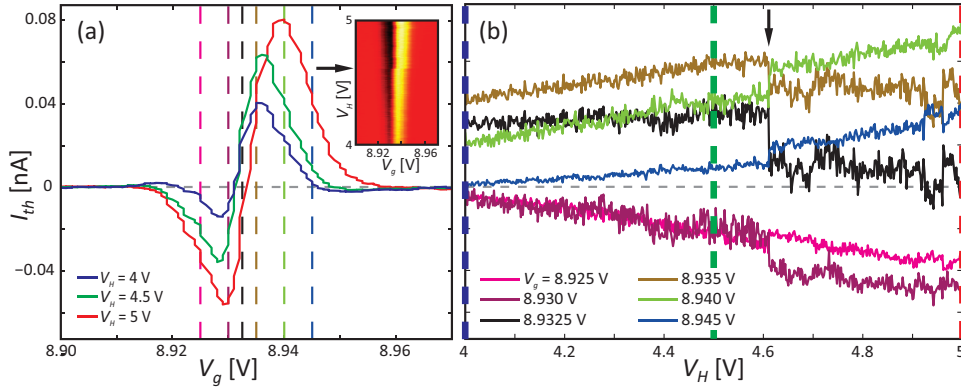 (a)
0.08
0.04
0
−0.04
I_th [nA]
V_H = 4 V
V_H = 4.5 V
V_H = 5 V
8.90
8.92
8.94
8.96
V_g [V]
5
4
V_H [V]
8.93
8.96
V_g [V]
(b)
V_g = 8.925 V
8.930 V
8.9325 V
8.935 V
8.940 V
8.945 V
4
4.2
4.4
4.6
4.8
5
V_H [V]